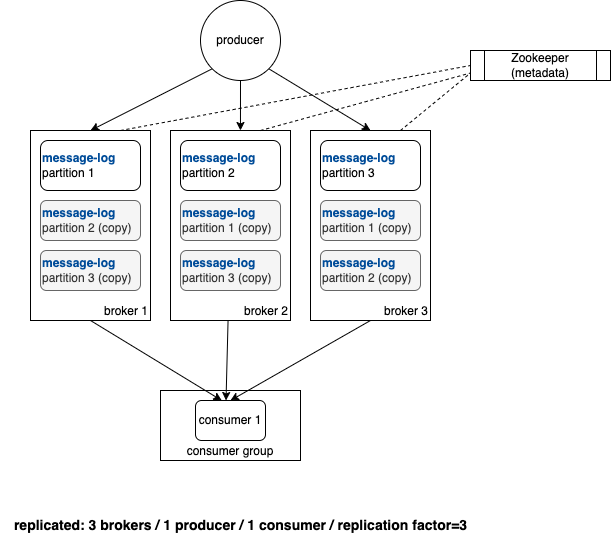 producer
Zookeeper
(metadata)
message-log
partition 1
message-log
partition 2 (copy)
message-log
partition 3 (copy)
broker 1
message-log
partition 2
message-log
partition 1 (copy)
message-log
partition 3 (copy)
broker 2
message-log
partition 3
message-log
partition 1 (copy)
message-log
partition 2 (copy)
broker 3
consumer 1
consumer group
replicated: 3 brokers / 1 producer / 1 consumer / replication factor=3